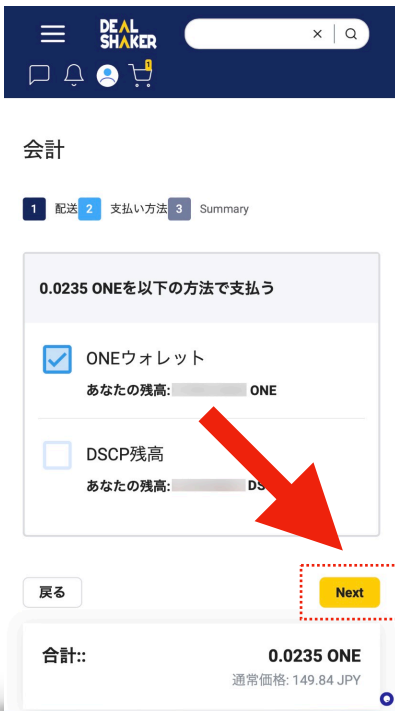 DEAL
SHAKER
1
会計
1 配送 2 支払い方法 3 Summary
0.0235 ONEを以下の方法で支払う
ONEウォレット
あなたの残高: ONE
DSCP残高
あなたの残高:
戻る
Next
合計::
0.0235 ONE
通常価格: 149.84 JPY